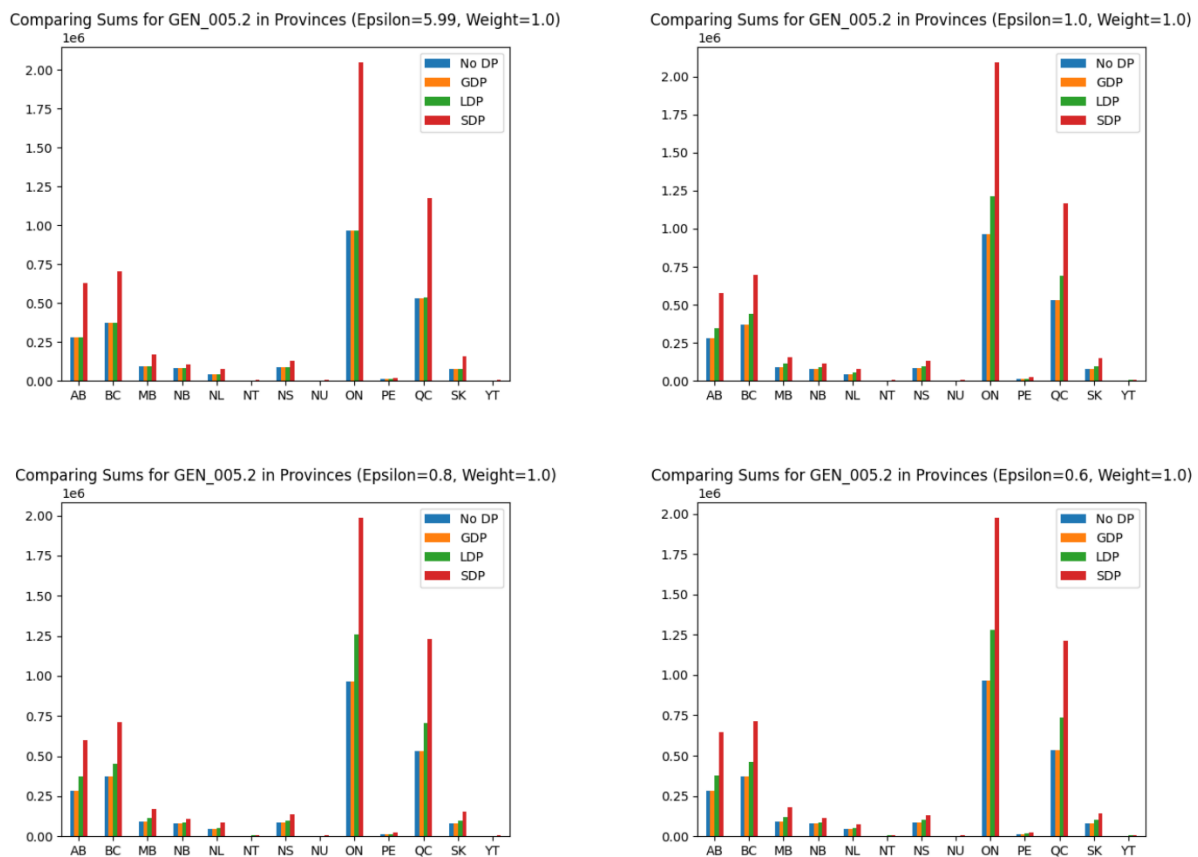 Comparing Sums for GEN_005.2 in Provinces (Epsilon=5.99, Weight=1.0)
1e6
2.00
1.75
1.50
1.25
1.00
0.75
0.50
0.25
0.00
No DP
GDP
LDP
SDP
AB BC MB NB NL NT NS NU ON PE QC SK YT
Comparing Sums for GEN_005.2 in Provinces (Epsilon=1.0, Weight=1.0)
1e6
2.00
1.75
1.50
1.25
1.00
0.75
0.50
0.25
0.00
No DP
GDP
LDP
SDP
AB BC MB NB NL NT NS NU ON PE QC SK YT
Comparing Sums for GEN_005.2 in Provinces (Epsilon=0.8, Weight=1.0)
1e6
2.00
1.75
1.50
1.25
1.00
0.75
0.50
0.25
0.00
No DP
GDP
LDP
SDP
AB BC MB NB NL NT NS NU ON PE QC SK YT
Comparing Sums for GEN_005.2 in Provinces (Epsilon=0.6, Weight=1.0)
1e6
2.00
1.75
1.50
1.25
1.00
0.75
0.50
0.25
0.00
No DP
GDP
LDP
SDP
AB BC MB NB NL NT NS NU ON PE QC SK YT